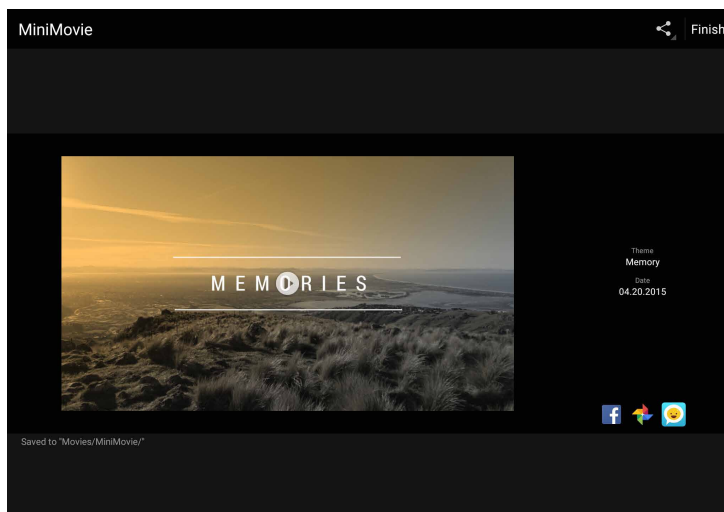 MiniMovie
Finish
MEMORIES
Theme
Memory
Date
04.20.2015
f
Saved to "Movies/MiniMovie/"